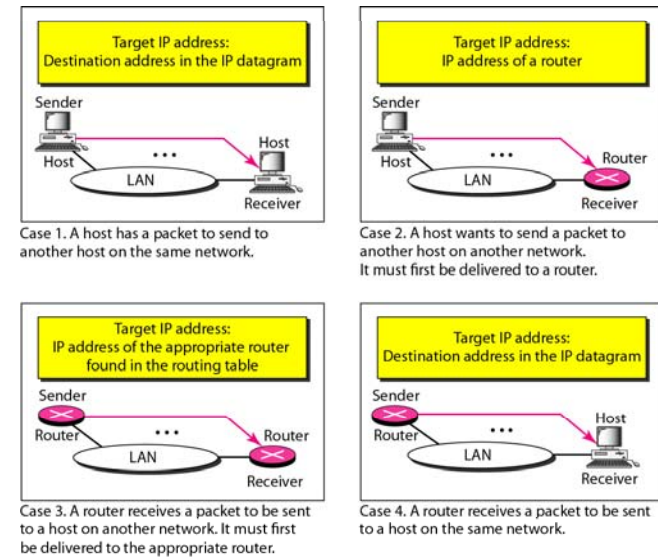 Target IP address:
Destination address in the IP datagram
Sender
Host
Host
LAN
Receiver
Case 1. A host has a packet to send to
another host on the same network.
Target IP address:
IP address of a router
Sender
Host
Router
LAN
Receiver
Case 2. A host wants to send a packet to
another host on another network.
It must first be delivered to a router.
Target IP address:
IP address of the appropriate router
found in the routing table
Sender
Router
Router
LAN
Receiver
Case 3. A router receives a packet to be sent
to a host on another network. It must first
be delivered to the appropriate router.
Target IP address:
Destination address in the IP datagram
Sender
Host
Router
LAN
Receiver
Case 4. A router receives a packet to be sent
to a host on the same network.